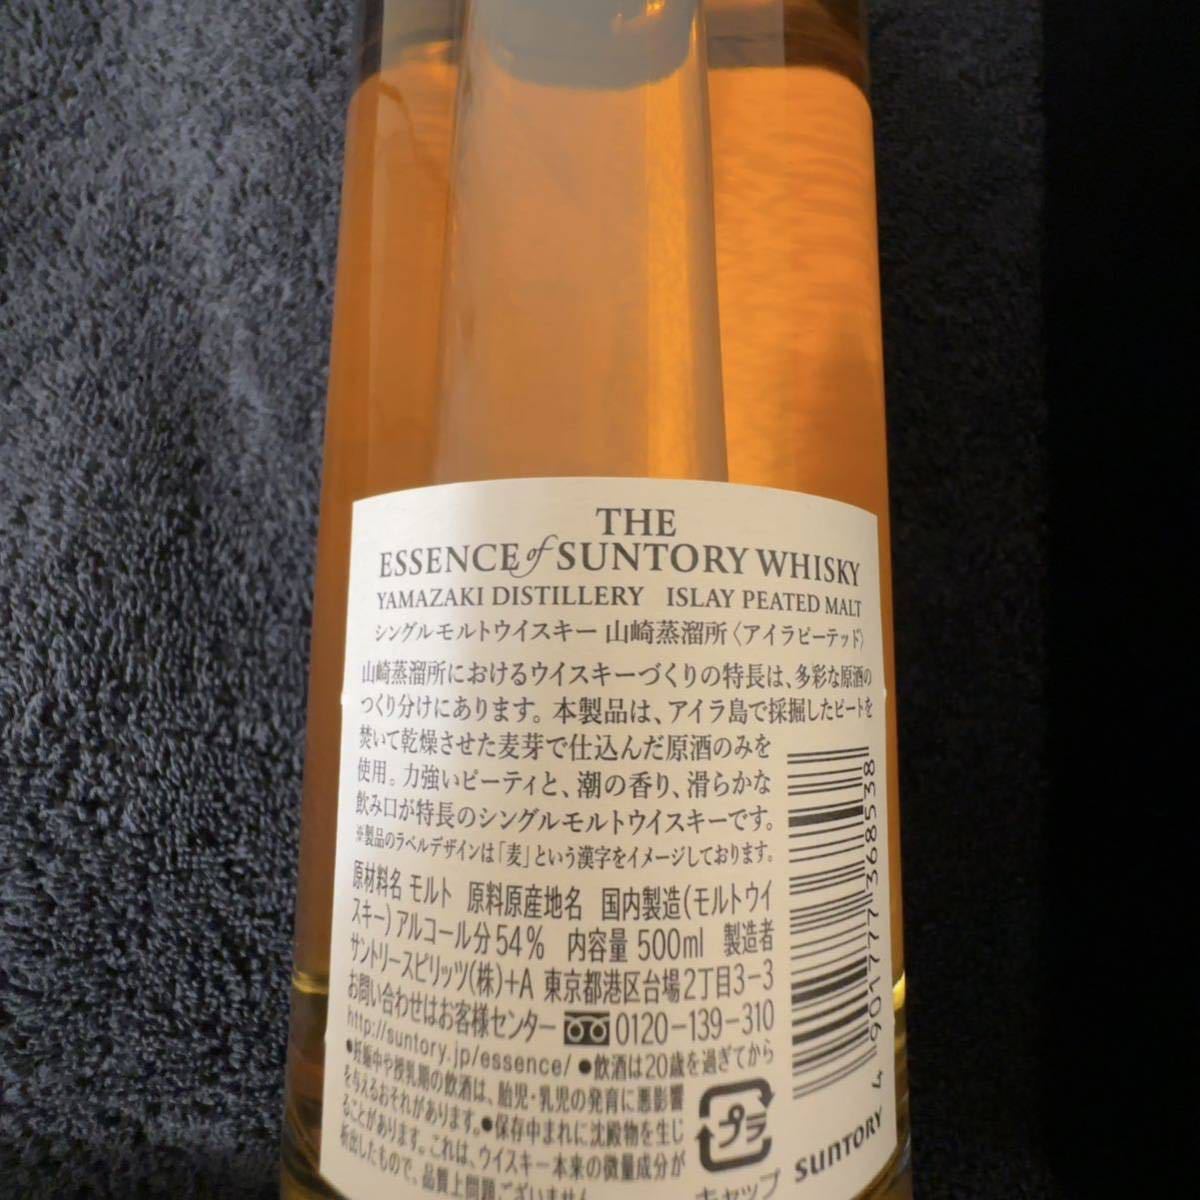 THE
ESSENCE of SUNTORY WHISKY
YAMAZAKI DISTILLERY ISLAY PEATED MALT
シングルモルトウイスキー 山崎蒸溜所〈アイラピーテッド〉
山崎蒸溜所におけるウイスキーづくりの特長は、多彩な原酒の
つくり分けにあります。本製品は、アイラ島で採掘したピートを
焚いて乾燥させた麦芽で仕込んだ原酒のみを
使用。力強いピーティと、潮の香り、滑らかな
飲み口が特長のシングルモルトウイスキーです。
※製品のラベルデザインは「麦」という漢字をイメージしております。
原材料名 モルト 原料原産地名 国内製造(モルトウイ
スキー) アルコール分54% 内容量 500ml 製造者
サントリースピリッツ(株)+A 東京都港区台場2丁目3-3
お問い合わせはお客様センター 0120-139-310
http://suntory.jp/essence/ ●飲酒は20歳を過ぎてから
●妊娠中や授乳期の飲酒は、胎児・乳児の発育に悪影響
を与えるおそれがあります。●保存中まれに沈殿物を生じ
ることがあります。これは、ウイスキー本来の微量成分が
析出したもので、品質上問題ございません
プラ
キャップ
SUNTORY
4 901777 368538